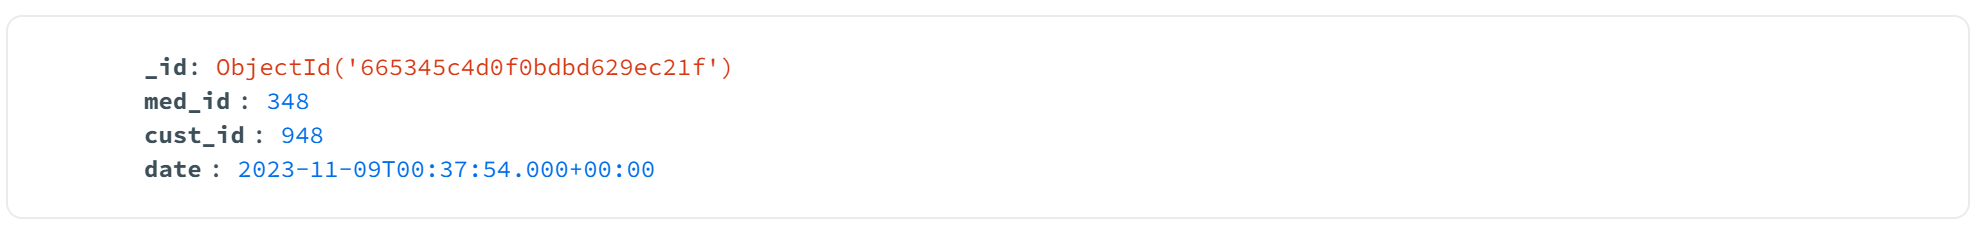 _id: ObjectId('665345c4d0f0bdbd629ec21f')
med_id : 348
cust_id : 948
date : 2023-11-09T00:37:54.000+00:00